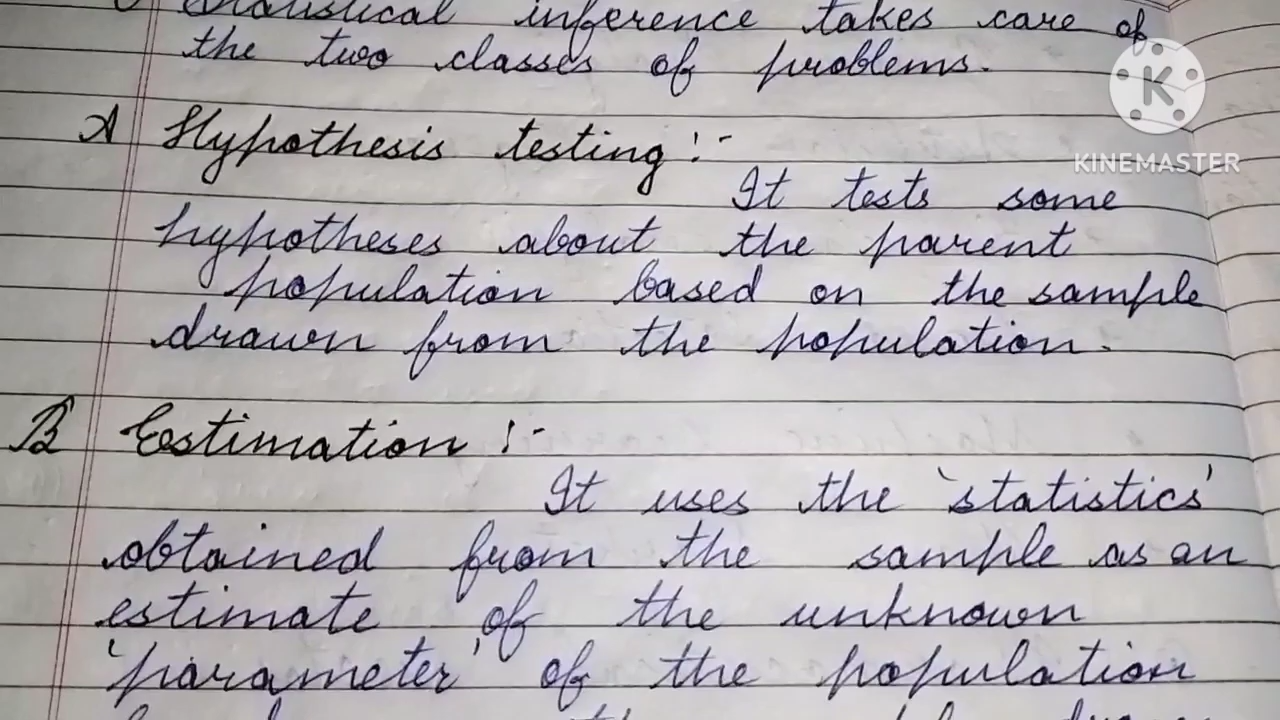 Statistical inference takes care of
the two classes of problems.
K
KINEMASTER
A Hypothesis testing :-
It tests some
hypotheses about the parent
population based on the sample
drawn from the population.
B Estimation :-
It uses the 'statistics'
obtained from the sample as an
estimate of the unknown
'parameter' of the population